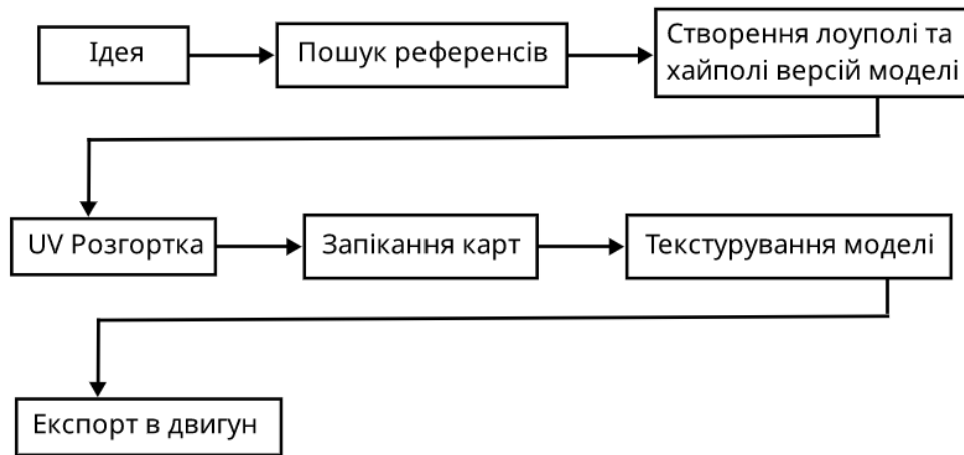 Ідея
Пошук референсів
Створення лоуполі та
хайполі версій моделі
UV Розгортка
Запікання карт
Текстурування моделі
Експорт в двигун